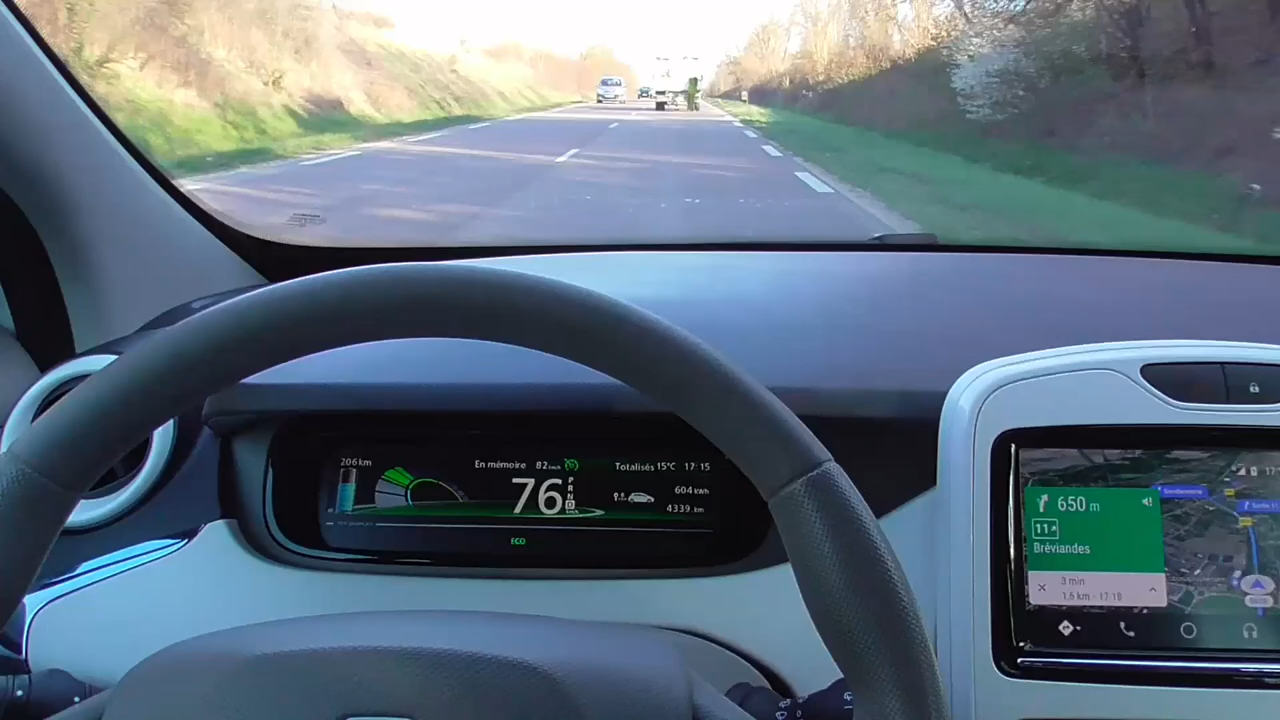 206 km
En mémoire 82 km/h
Totalisés 15°C 17:15
76
P
R
N
D
km/h
604 kWh
4339 km
ECO
650 m
11
Bréviandes
3 min
1,6 km - 17:18